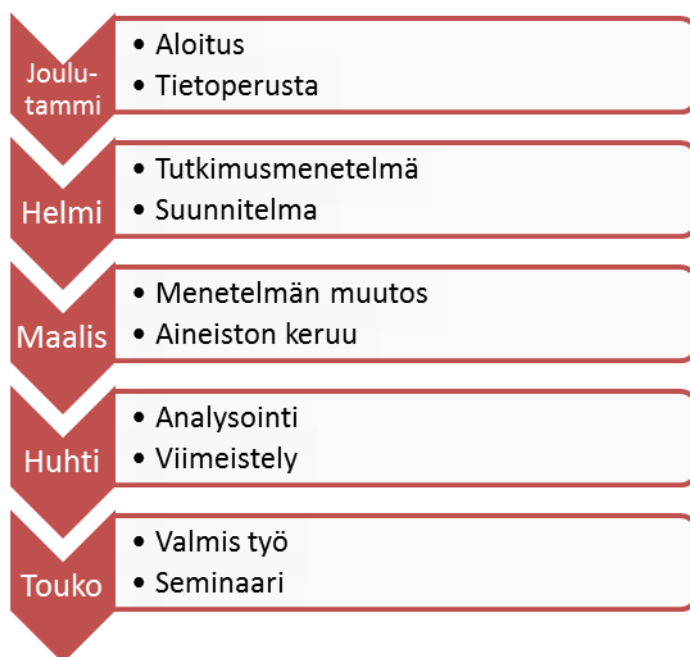 Joulu-
tammi
• Aloitus
• Tietoperusta
Helmi
• Tutkimusmenetelmä
• Suunnitelma
Maalis
• Menetelmän muutos
• Aineiston keruu
Huhti
• Analysointi
• Viimeistely
Touko
• Valmis työ
• Seminaari